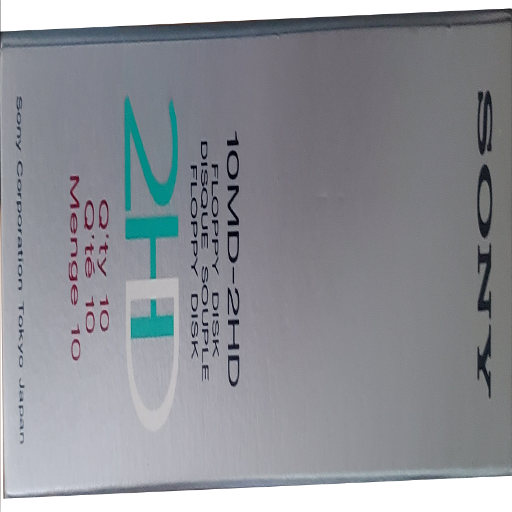 SONY
10MD-2HD
FLOPPY DISK
DISQUE SOUPLE
FLOPPY DISK
2HD
Q'ty 10
Q'té 10
Menge 10
Sony Corporation Tokyo Japan